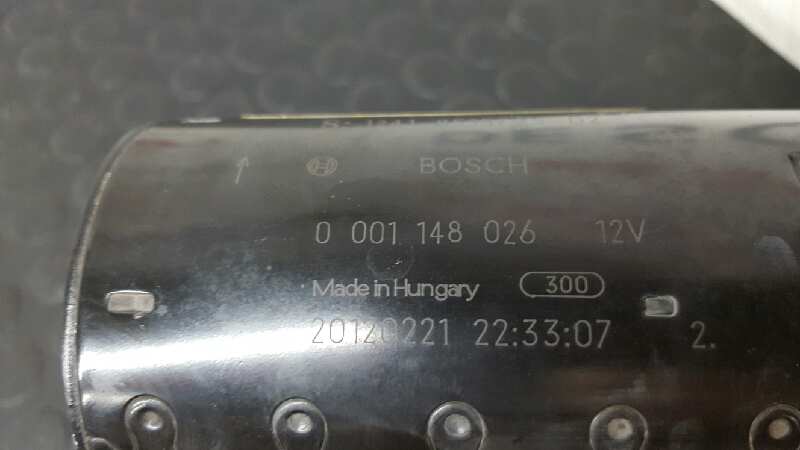 BOSCH
0 001 148 026 12V
Made in Hungary 300
20120221 22:33:07 2.